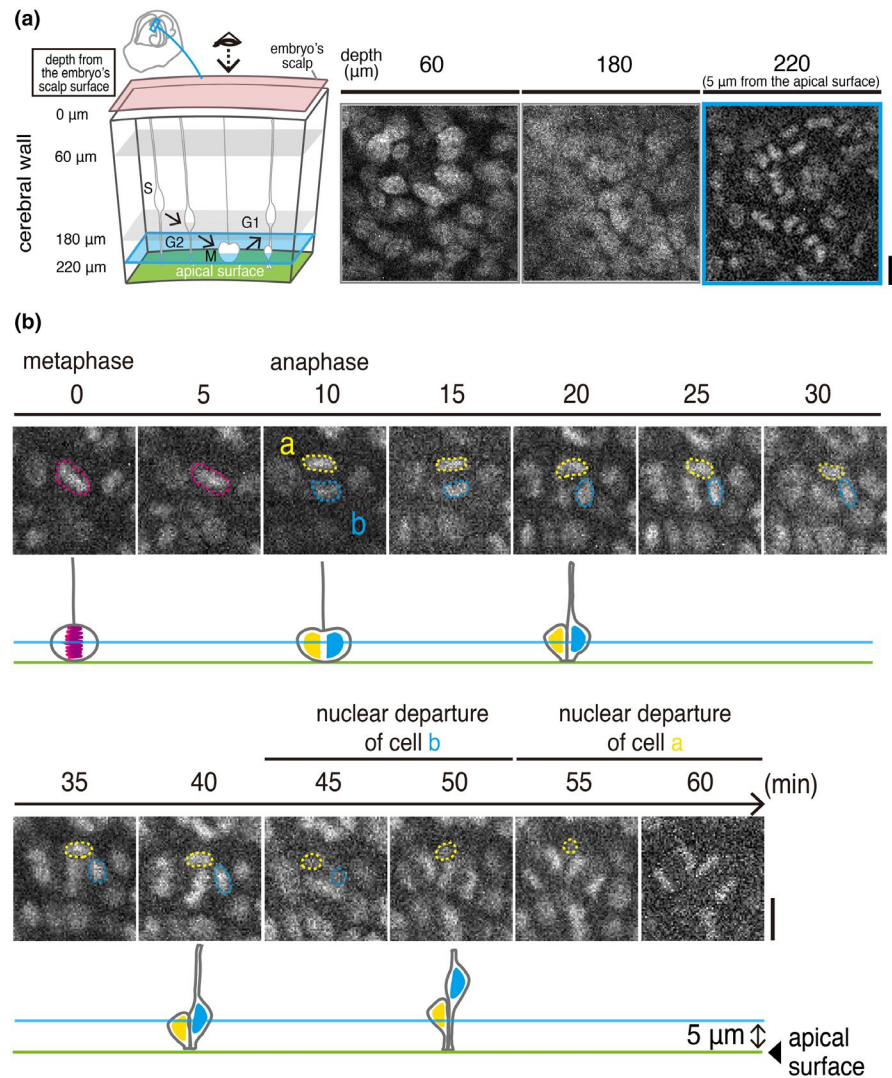 (a)
depth from
the embryo's
scalp surface
embryo's
scalp
0 µm
60 µm
180 µm
220 µm
cerebral wall
S
G2
M
G1
apical surface
depth
(µm)
60
180
220
(5 µm from the apical surface)
(b)
metaphase
anaphase
0
5
10
15
20
25
30
a
b
nuclear departure
of cell b
nuclear departure
of cell a
35
40
45
50
55
60
(min)
5 µm
apical
surface